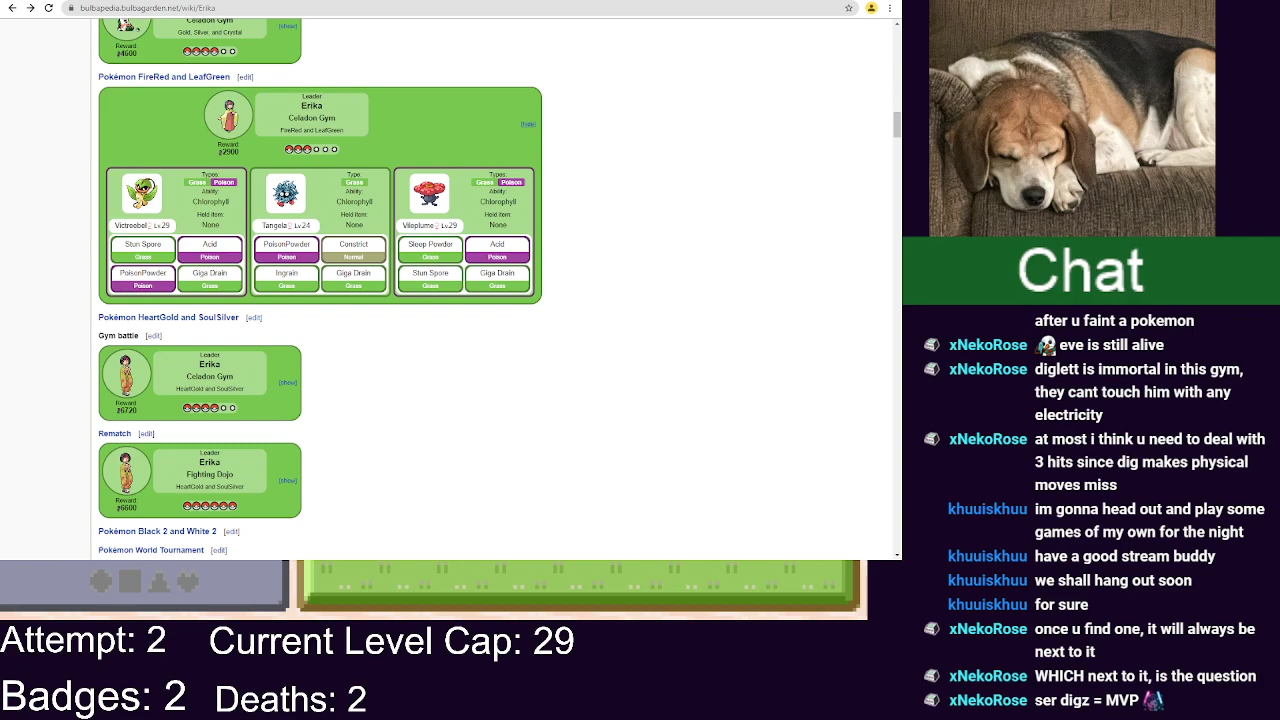 bulbapedia.bulbagarden.net/wiki/Erika
Celadon Gym
Gold, Silver, and Crystal
[show]
Reward:
4600
Pokémon FireRed and LeafGreen [edit]
Leader
Erika
Celadon Gym
FireRed and LeafGreen
[hide]
Reward:
2900
Types:
Grass Poison
Ability:
Chlorophyll
Held item:
None
Victreebel♀ Lv.29
Stun Spore
Grass
Acid
Poison
PoisonPowder
Poison
Giga Drain
Grass
Type:
Grass
Ability:
Chlorophyll
Held item:
None
Tangela♀ Lv.24
PoisonPowder
Poison
Constrict
Normal
Ingrain
Grass
Giga Drain
Grass
Types:
Grass Poison
Ability:
Chlorophyll
Held item:
None
Vileplume♀ Lv.29
Sleep Powder
Grass
Acid
Poison
Stun Spore
Grass
Giga Drain
Grass
Pokémon HeartGold and SoulSilver [edit]
Gym battle [edit]
Leader
Erika
Celadon Gym
HeartGold and SoulSilver
[show]
Reward:
6720
Rematch [edit]
Leader
Erika
Fighting Dojo
HeartGold and SoulSilver
[show]
Reward:
6600
Pokémon Black 2 and White 2 [edit]
Pokémon World Tournament [edit]
Attempt: 2 Current Level Cap: 29
Badges: 2 Deaths: 2
Chat
after u faint a pokemon
xNekoRose eve is still alive
xNekoRose diglett is immortal in this gym,
they cant touch him with any
electricity
xNekoRose at most i think u need to deal with
3 hits since dig makes physical
moves miss
khuuiskhuu im gonna head out and play some
games of my own for the night
khuuiskhuu have a good stream buddy
khuuiskhuu we shall hang out soon
khuuiskhuu for sure
xNekoRose once u find one, it will always be
next to it
xNekoRose WHICH next to it, is the question
xNekoRose ser digz = MVP